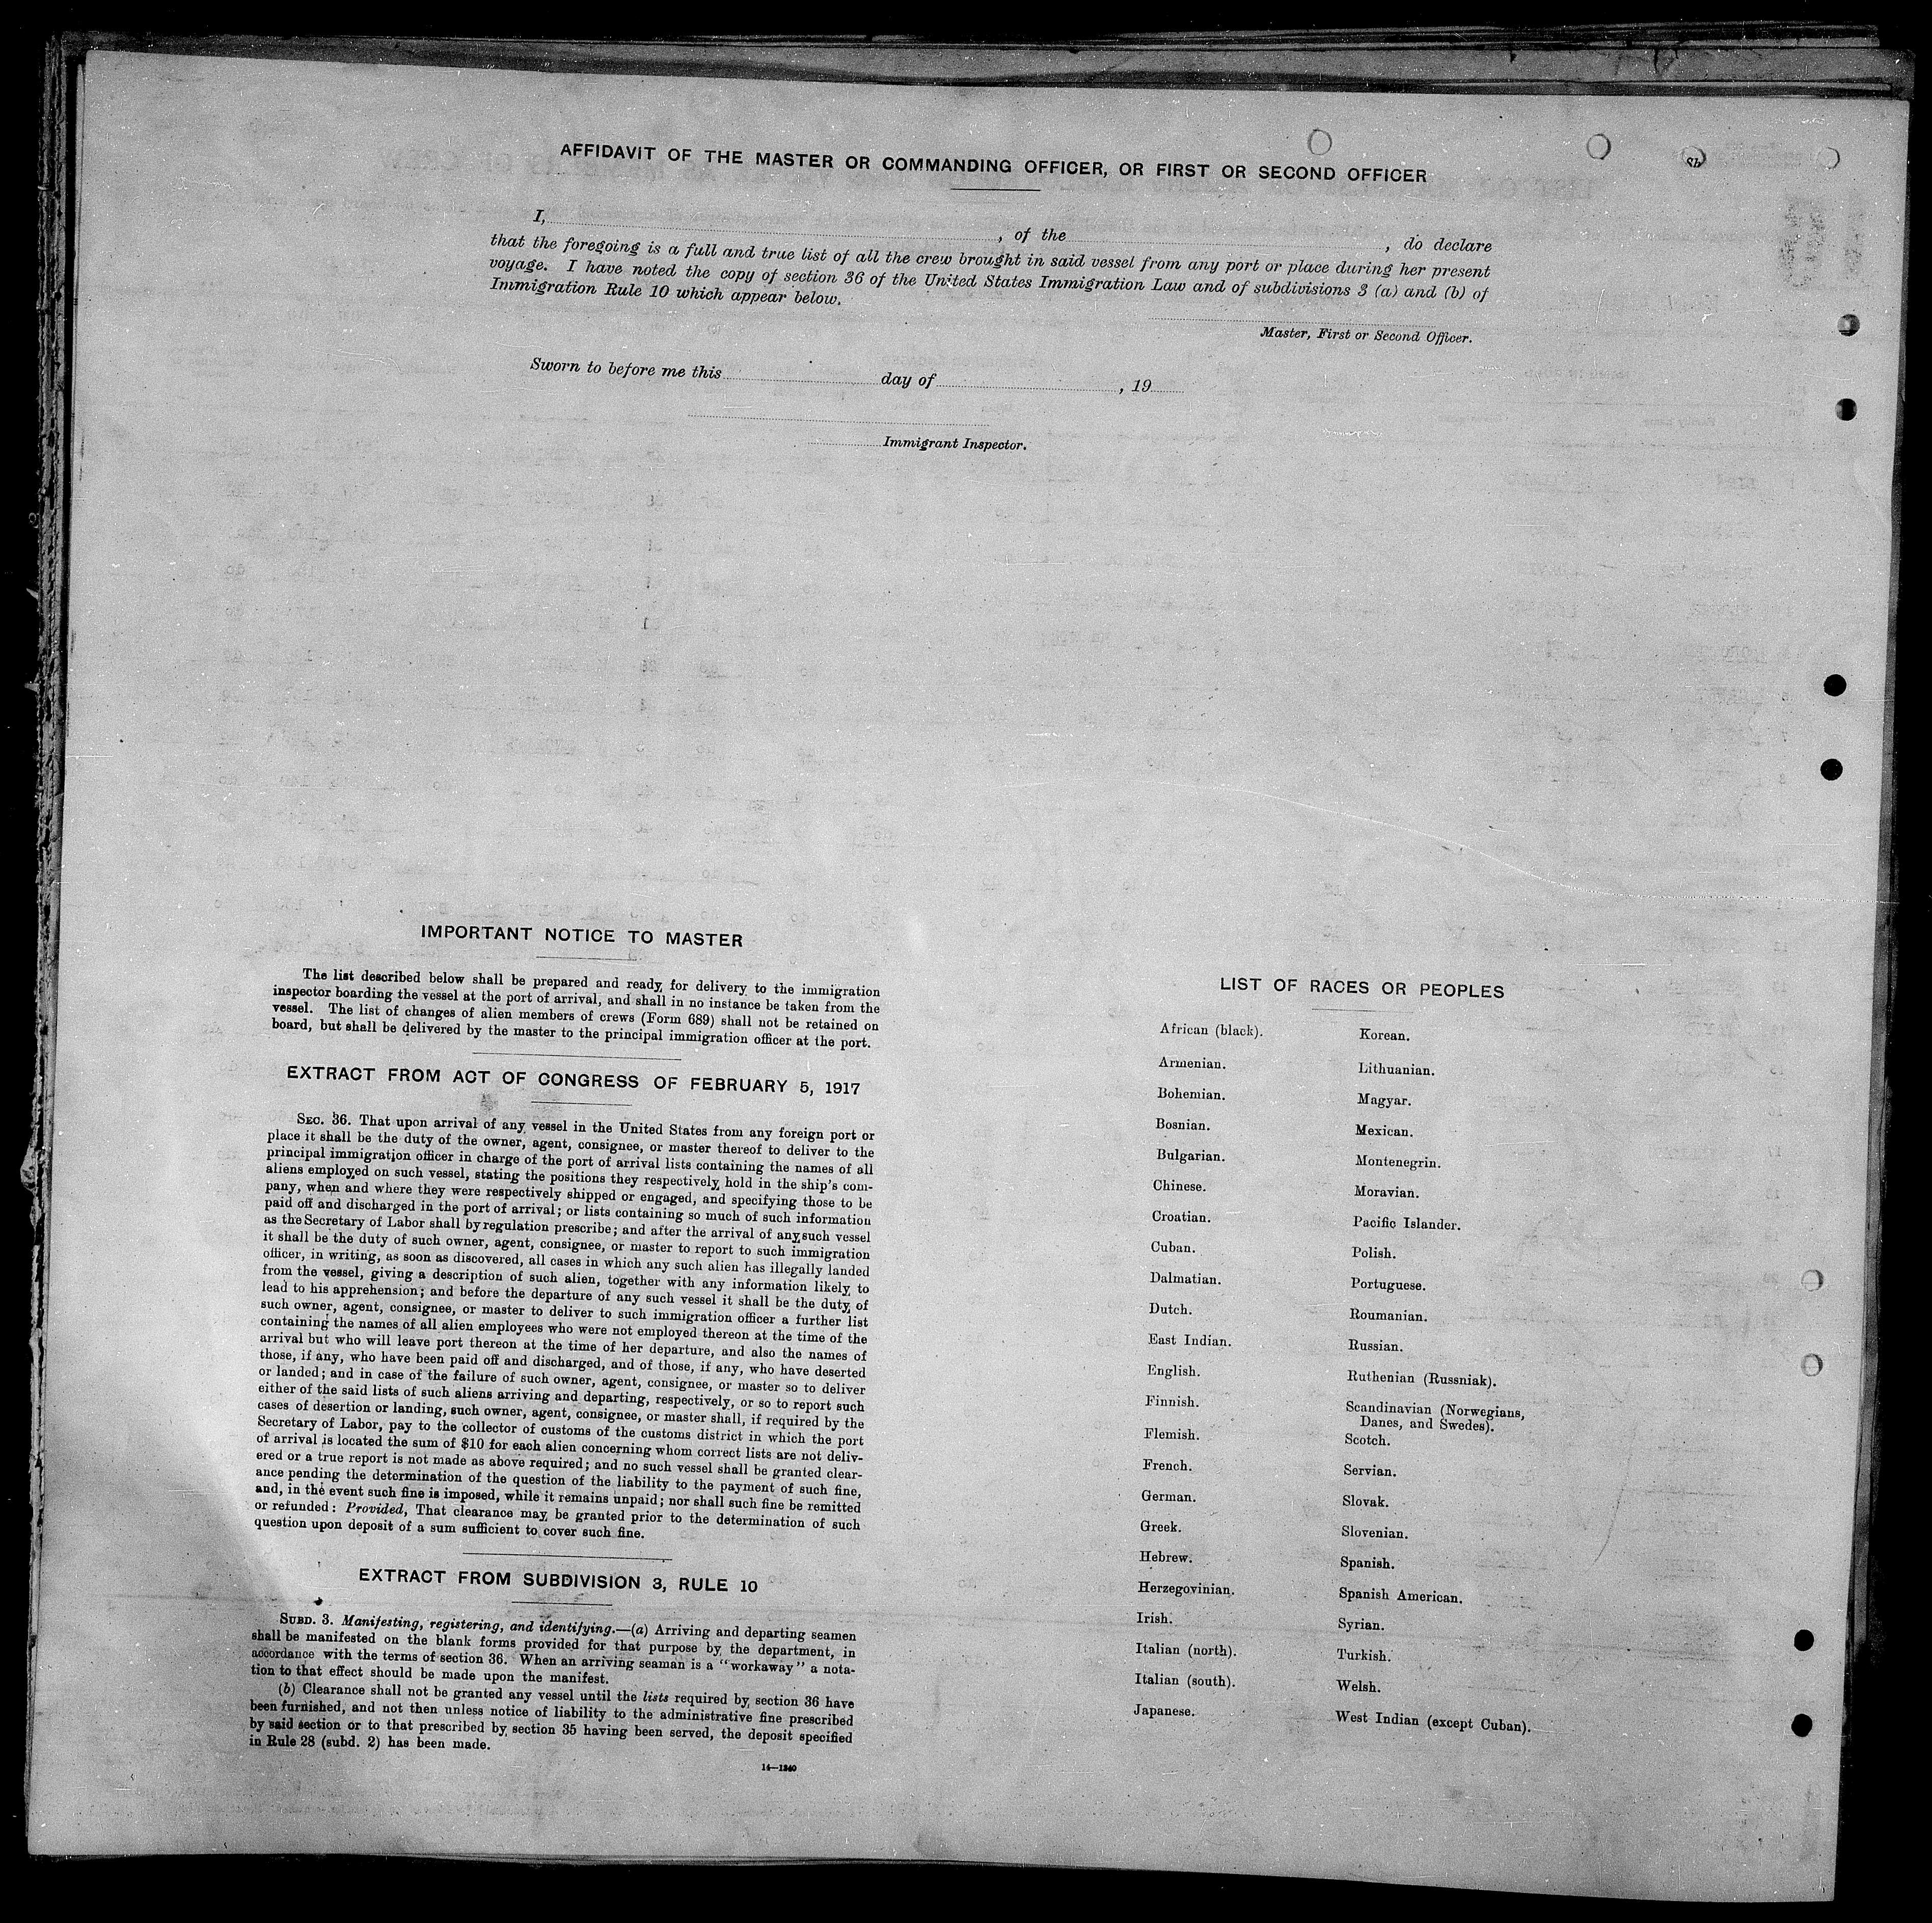 AFFIDAVIT OF THE MASTER OR COMMANDING OFFICER, OR FIRST OR SECOND OFFICER
I, , of the , do declare
that the foregoing is a full and true list of all the crew brought in said vessel from any port or place during her present
voyage. I have noted the copy of section 36 of the United States Immigration Law and of subdivisions 3 (a) and (b) of
Immigration Rule 10 which appear below.
Master, First or Second Officer.
Sworn to before me this day of , 19
Immigrant Inspector.
IMPORTANT NOTICE TO MASTER
The list described below shall be prepared and ready for delivery to the immigration
inspector boarding the vessel at the port of arrival, and shall in no instance be taken from the
vessel. The list of changes of alien members of crews (Form 689) shall not be retained on
board, but shall be delivered by the master to the principal immigration officer at the port.
EXTRACT FROM ACT OF CONGRESS OF FEBRUARY 5, 1917
SEC. 36. That upon arrival of any vessel in the United States from any foreign port or
place it shall be the duty of the owner, agent, consignee, or master thereof to deliver to the
principal immigration officer in charge of the port of arrival lists containing the names of all
aliens employed on such vessel, stating the positions they respectively hold in the ship's com-
pany, when and where they were respectively shipped or engaged, and specifying those to be
paid off and discharged in the port of arrival; or lists containing so much of such information
as the Secretary of Labor shall by regulation prescribe; and after the arrival of any such vessel
it shall be the duty of such owner, agent, consignee, or master to report to such immigration
officer, in writing, as soon as discovered, all cases in which any such alien has illegally landed
from the vessel, giving a description of such alien, together with any information likely to
lead to his apprehension; and before the departure of any such vessel it shall be the duty of
such owner, agent, consignee, or master to deliver to such immigration officer a further list
containing the names of all alien employees who were not employed thereon at the time of the
arrival but who will leave port thereon at the time of her departure, and also the names of
those, if any, who have been paid off and discharged, and of those, if any, who have deserted
or landed; and in case of the failure of such owner, agent, consignee, or master so to deliver
either of the said lists of such aliens arriving and departing, respectively, or so to report such
cases of desertion or landing, such owner, agent, consignee, or master shall, if required by the
Secretary of Labor, pay to the collector of customs of the customs district in which the port
of arrival is located the sum of $10 for each alien concerning whom correct lists are not deliv-
ered or a true report is not made as above required; and no such vessel shall be granted clear-
ance pending the determination of the question of the liability to the payment of such fine,
and, in the event such fine is imposed, while it remains unpaid; nor shall such fine be remitted
or refunded: Provided, That clearance may be granted prior to the determination of such
question upon deposit of a sum sufficient to cover such fine.
EXTRACT FROM SUBDIVISION 3, RULE 10
SUBD. 3. Manifesting, registering, and identifying.—(a) Arriving and departing seamen
shall be manifested on the blank forms provided for that purpose by the department, in
accordance with the terms of section 36. When an arriving seaman is a "workaway" a nota-
tion to that effect should be made upon the manifest.
(b) Clearance shall not be granted any vessel until the lists required by section 36 have
been furnished, and not then unless notice of liability to the administrative fine prescribed
by said section or to that prescribed by section 35 having been served, the deposit specified
in Rule 28 (subd. 2) has been made.
14—1240
LIST OF RACES OR PEOPLES
African (black).
Armenian.
Bohemian.
Bosnian.
Bulgarian.
Chinese.
Croatian.
Cuban.
Dalmatian.
Dutch.
East Indian.
English.
Finnish.
Flemish.
French.
German.
Greek.
Hebrew.
Herzegovinian.
Irish.
Italian (north).
Italian (south).
Japanese.
Korean.
Lithuanian.
Magyar.
Mexican.
Montenegrin.
Moravian.
Pacific Islander.
Polish.
Portuguese.
Roumanian.
Russian.
Ruthenian (Russniak).
Scandinavian (Norwegians,
Danes, and Swedes).
Scotch.
Servian.
Slovak.
Slovenian.
Spanish.
Spanish American.
Syrian.
Turkish.
Welsh.
West Indian (except Cuban).